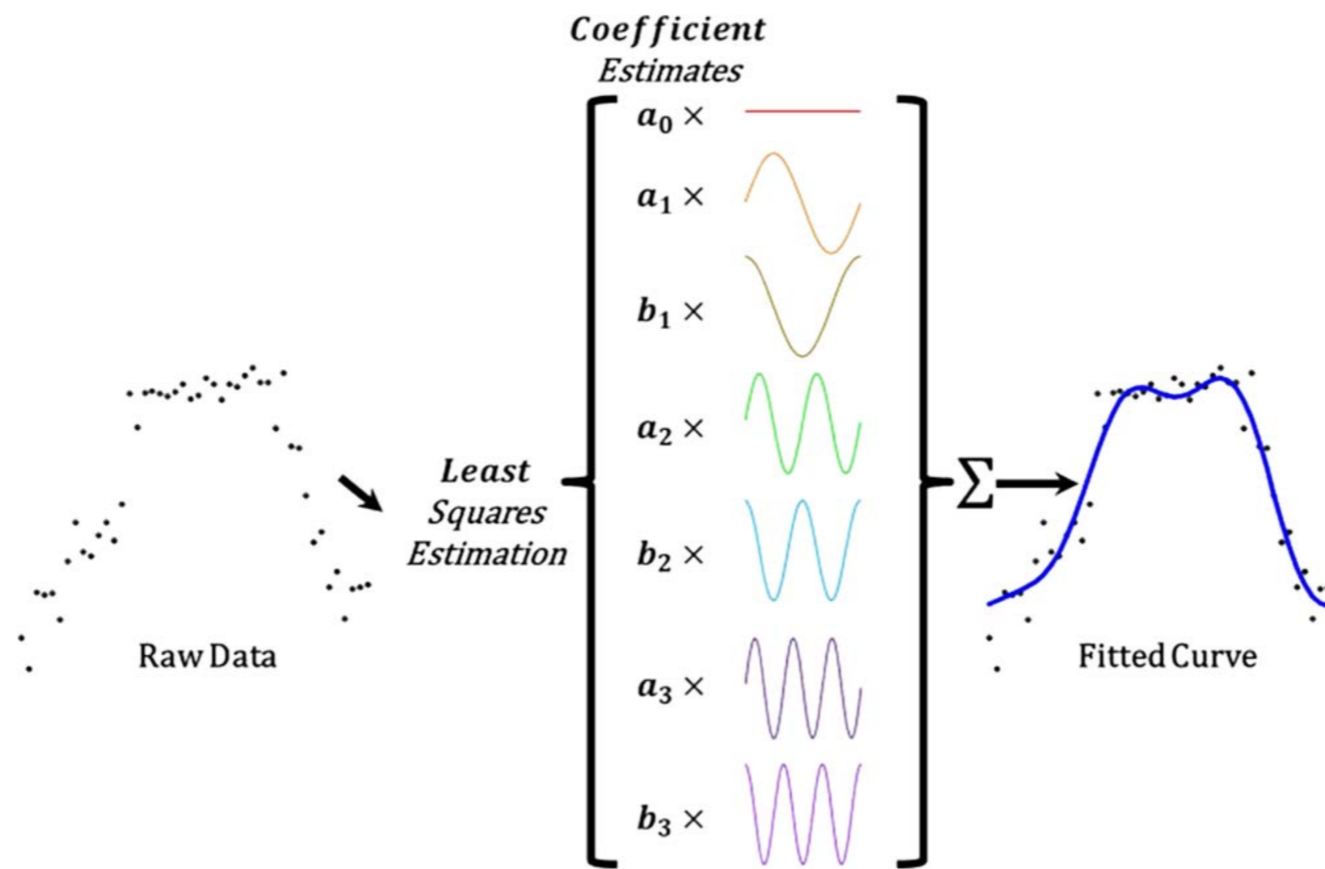 Coefficient
Estimates
a₀ ×
a₁ ×
b₁ ×
a₂ ×
b₂ ×
a₃ ×
b₃ ×
Least
Squares
Estimation
Σ
Raw Data
Fitted Curve